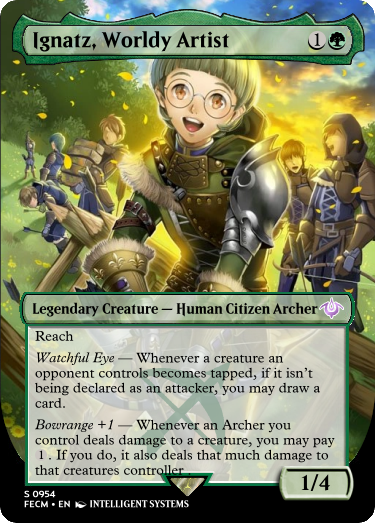 Ignatz, Worldy Artist 1
Legendary Creature — Human Citizen Archer
Reach
Watchful Eye — Whenever a creature an
opponent controls becomes tapped, if it isn't
being declared as an attacker, you may draw a
card.
Bowrange +1 — Whenever an Archer you
control deals damage to a creature, you may pay
1. If you do, it also deals that much damage to
that creatures controller .
1/4
S 0954
FECM • EN INTELLIGENT SYSTEMS